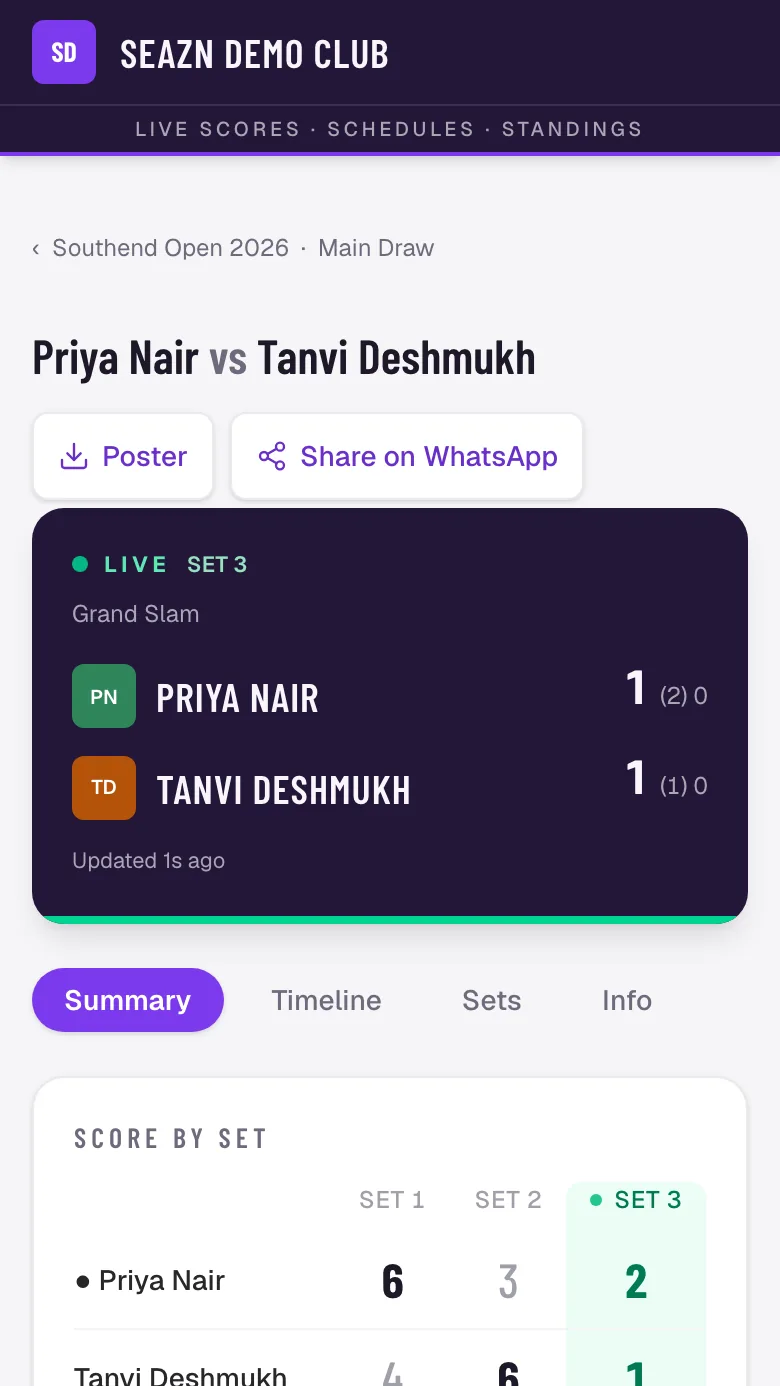 SD SEAZN DEMO CLUB
LIVE SCORES · SCHEDULES · STANDINGS
‹ Southend Open 2026 · Main Draw
Priya Nair vs Tanvi Deshmukh
Poster Share on WhatsApp
LIVE SET 3
Grand Slam
PN PRIYA NAIR 1 (2) 0
TD TANVI DESHMUKH 1 (1) 0
Updated 1s ago
Summary Timeline Sets Info
SCORE BY SET
SET 1 SET 2 SET 3
Priya Nair 6 3 2
Tanvi Deshmukh 4 6 1